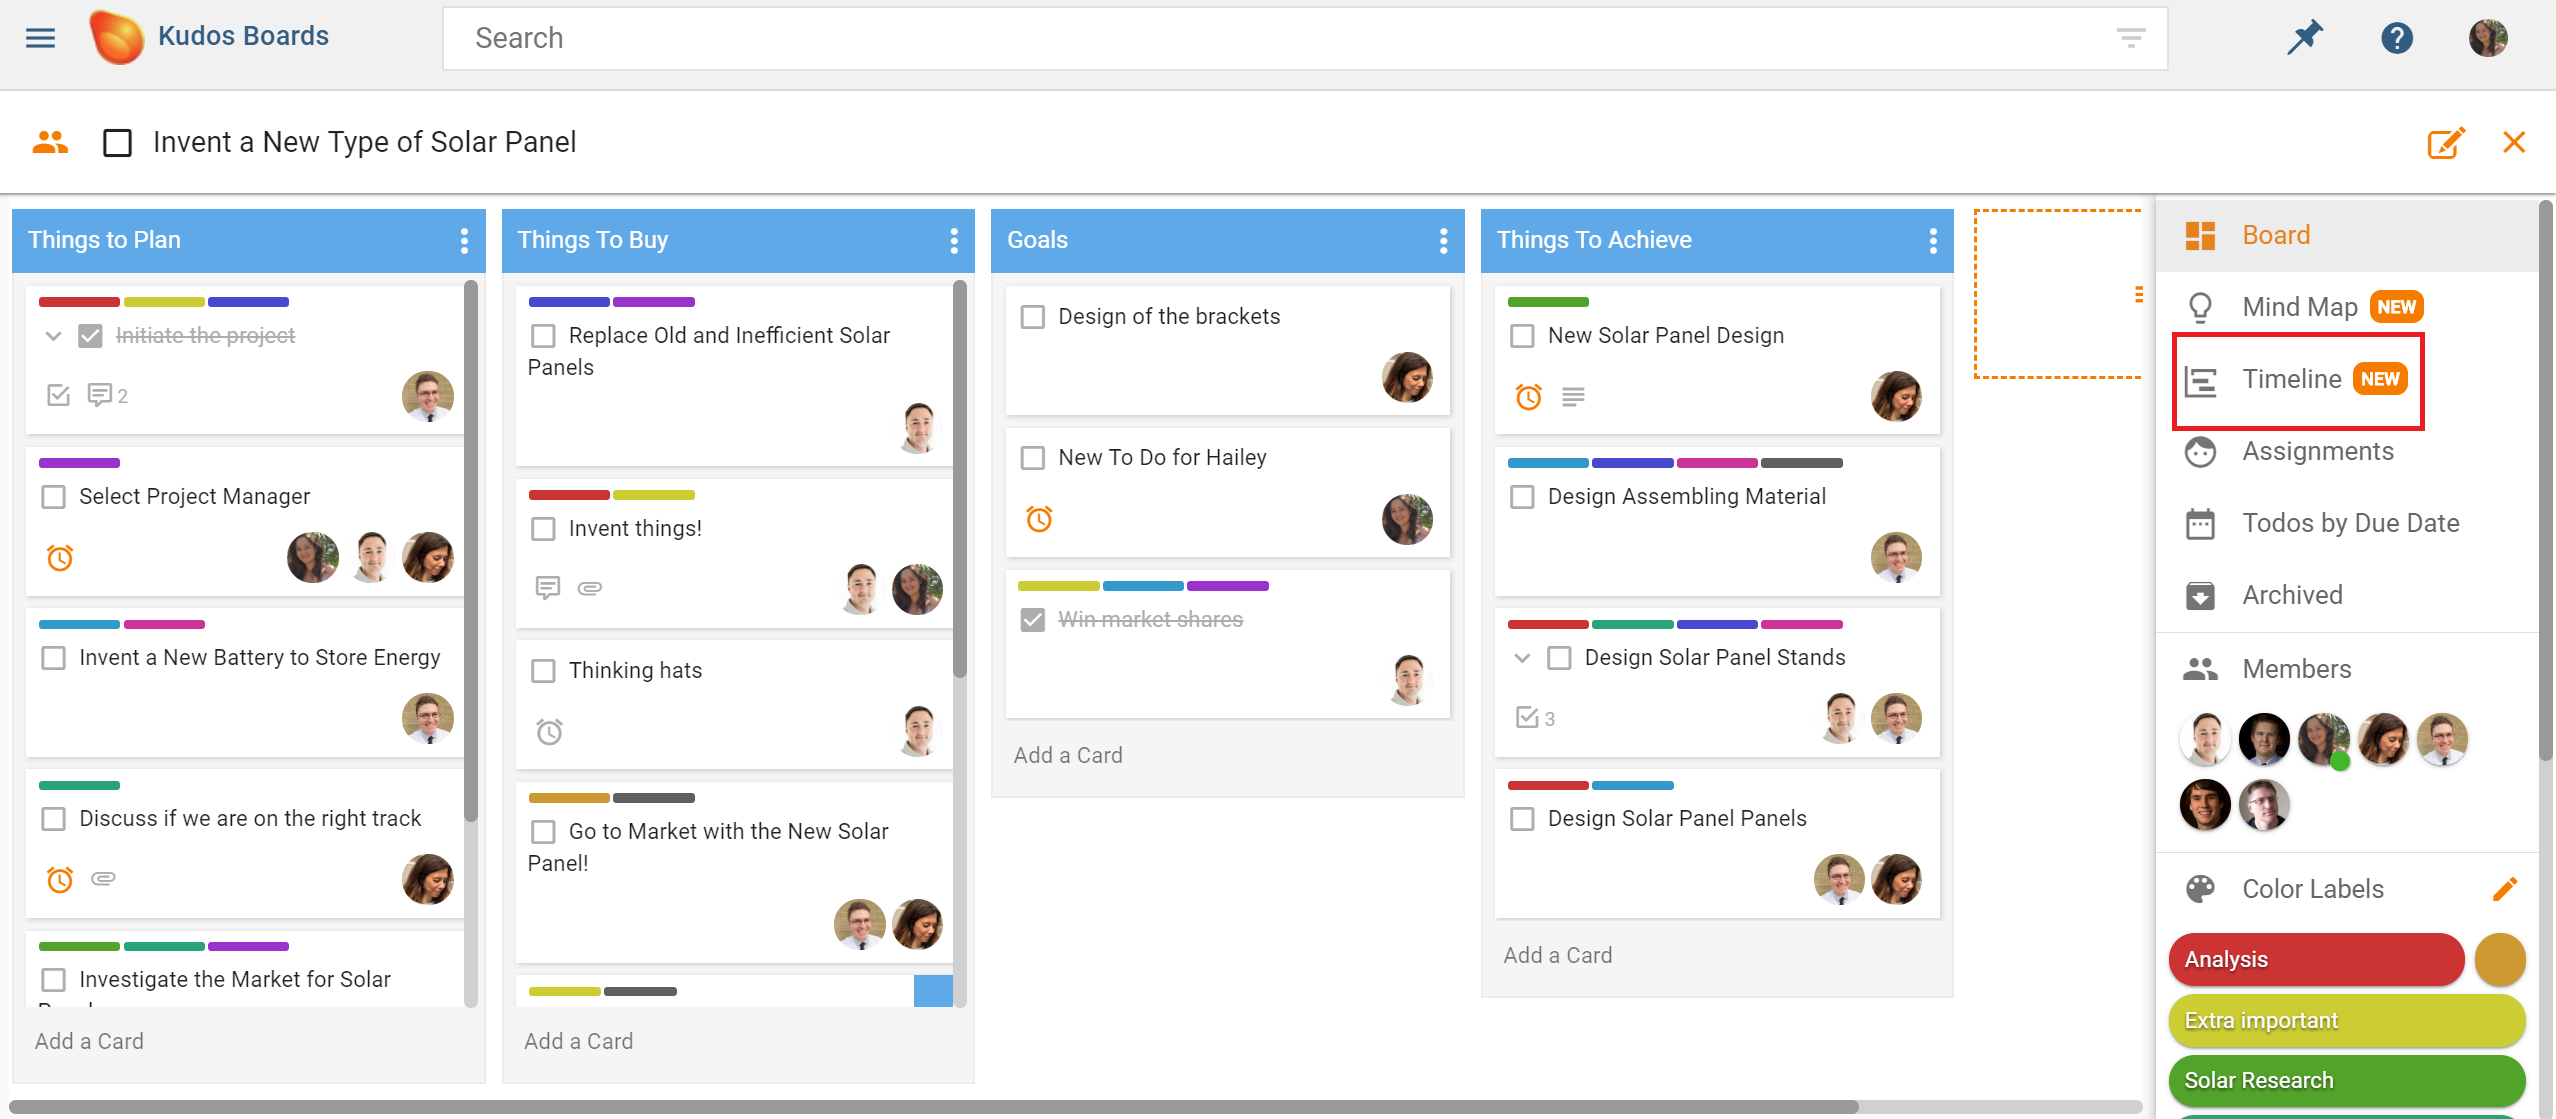 Kudos Boards
Search
Invent a New Type of Solar Panel
Things to Plan
Initiate the project
2
Select Project Manager
Invent a New Battery to Store Energy
Discuss if we are on the right track
Investigate the Market for Solar
Add a Card
Things To Buy
Replace Old and Inefficient Solar
Panels
Invent things!
Thinking hats
Go to Market with the New Solar
Panel!
Add a Card
Goals
Design of the brackets
New To Do for Hailey
Win market shares
Add a Card
Things To Achieve
New Solar Panel Design
Design Assembling Material
Design Solar Panel Stands
3
Design Solar Panel Panels
Add a Card
Board
Mind Map NEW
Timeline NEW
Assignments
Todos by Due Date
Archived
Members
Color Labels
Analysis
Extra important
Solar Research